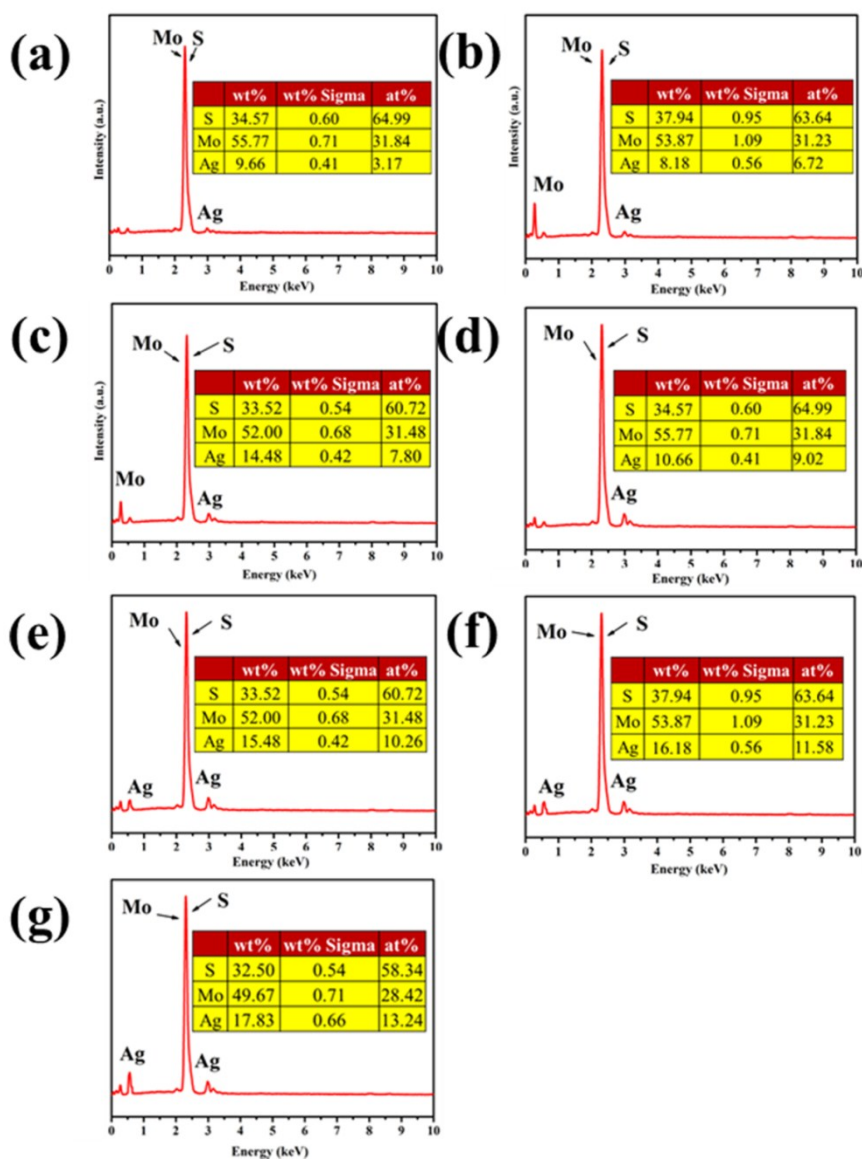 (a)
Mo S
wt% wt% Sigma at%
S 34.57 0.60 64.99
Mo 55.77 0.71 31.84
Ag 9.66 0.41 3.17
Ag
Intensity (a.u.)
0 1 2 3 4 5 6 7 8 9 10
Energy (keV)
(b)
Mo S
wt% wt% Sigma at%
S 37.94 0.95 63.64
Mo 53.87 1.09 31.23
Ag 8.18 0.56 6.72
Mo
Ag
0 1 2 3 4 5 6 7 8 9 10
Energy (keV)
(c)
Mo S
wt% wt% Sigma at%
S 33.52 0.54 60.72
Mo 52.00 0.68 31.48
Ag 14.48 0.42 7.80
Mo
Ag
Intensity (a.u.)
0 1 2 3 4 5 6 7 8 9 10
Energy (keV)
(d)
Mo S
wt% wt% Sigma at%
S 34.57 0.60 64.99
Mo 55.77 0.71 31.84
Ag 10.66 0.41 9.02
Ag
0 1 2 3 4 5 6 7 8 9 10
Energy (keV)
(e)
Mo S
wt% wt% Sigma at%
S 33.52 0.54 60.72
Mo 52.00 0.68 31.48
Ag 15.48 0.42 10.26
Ag Ag
0 1 2 3 4 5 6 7 8 9 10
Energy (keV)
(f)
Mo S
wt% wt% Sigma at%
S 37.94 0.95 63.64
Mo 53.87 1.09 31.23
Ag 16.18 0.56 11.58
Ag Ag
0 1 2 3 4 5 6 7 8 9 10
Energy (keV)
(g)
Mo S
wt% wt% Sigma at%
S 32.50 0.54 58.34
Mo 49.67 0.71 28.42
Ag 17.83 0.66 13.24
Ag Ag
0 1 2 3 4 5 6 7 8 9 10
Energy (keV)